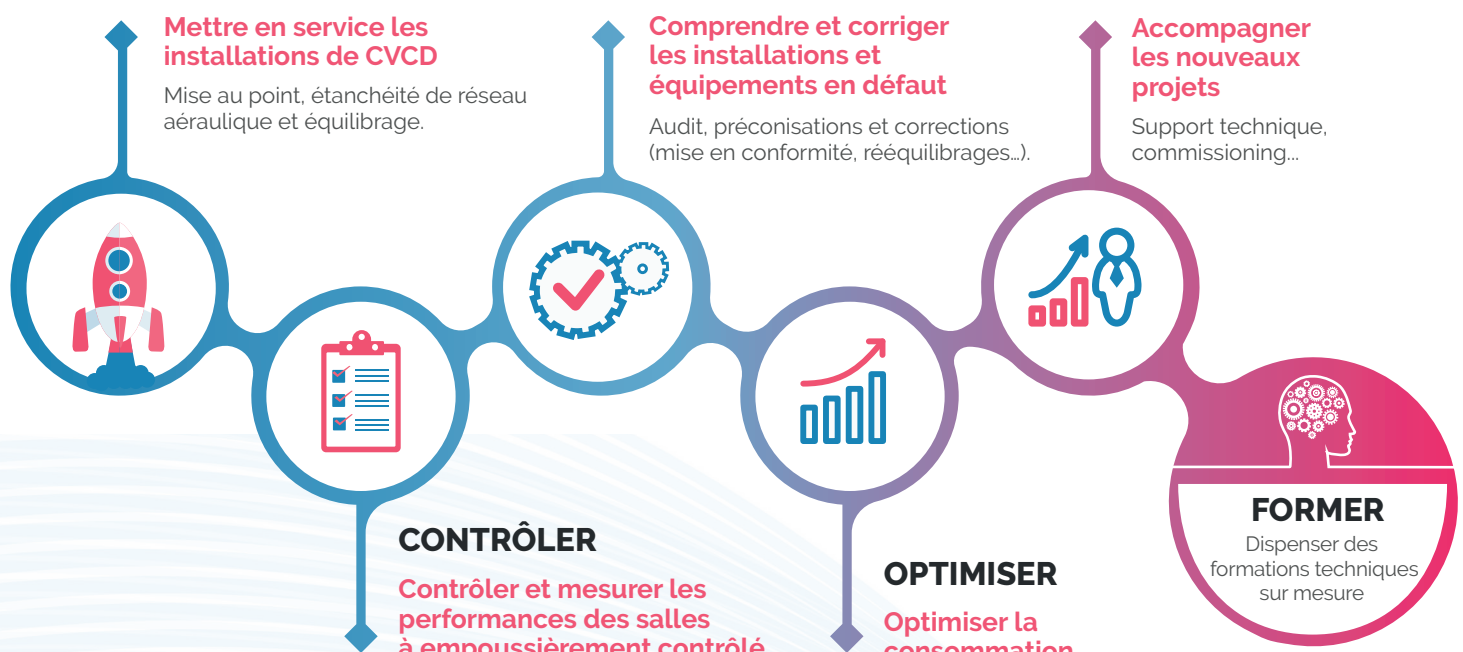 Mettre en service les
installations de CVCD
Mise au point, étanchéité de réseau
aéraulique et équilibrage.
Comprendre et corriger
les installations et
équipements en défaut
Audit, préconisations et corrections
(mise en conformité, rééquilibrages...).
Accompagner
les nouveaux
projets
Support technique,
commissioning...
CONTRÔLER
Contrôler et mesurer les
performances des salles
à empoussièrement contrôlé
OPTIMISER
Optimiser la
consommation
FORMER
Dispenser des
formations techniques
sur mesure